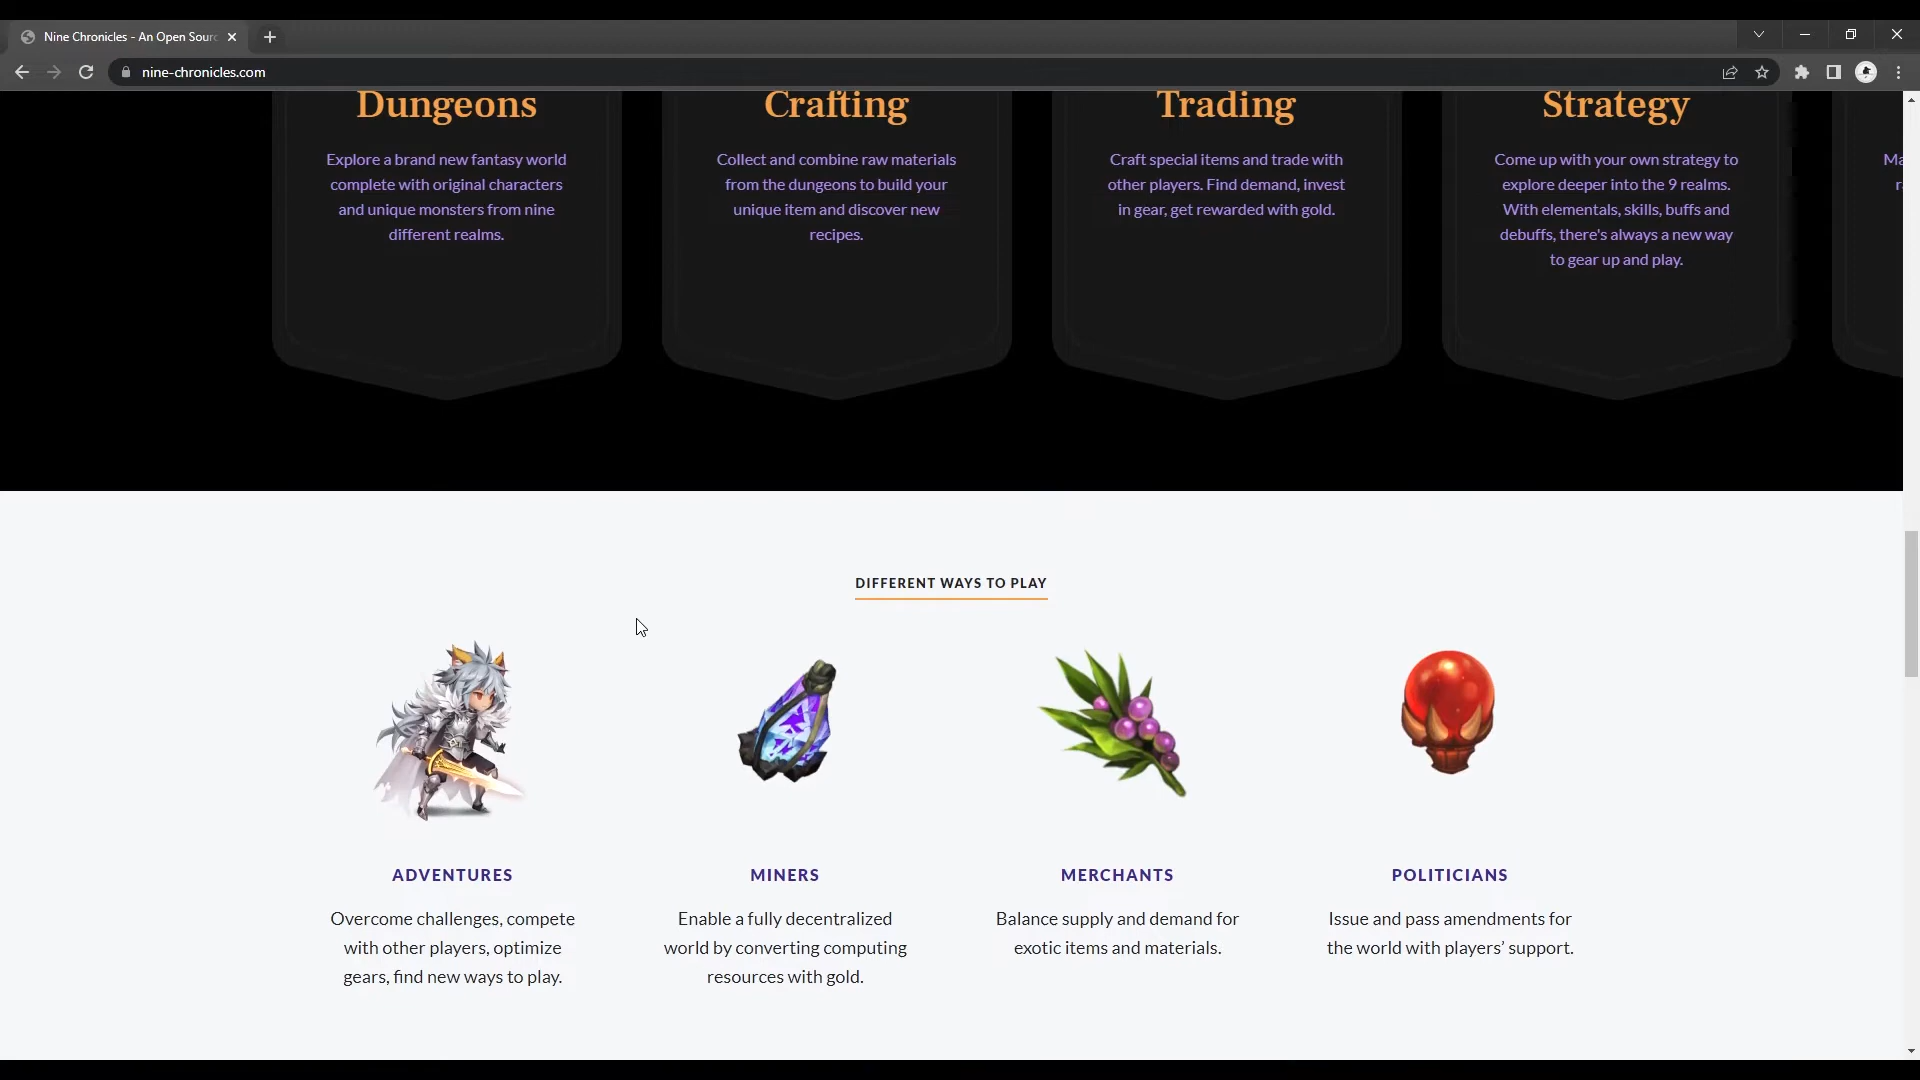 Nine Chronicles - An Open Sour
nine-chronicles.com
Dungeons
Explore a brand new fantasy world
complete with original characters
and unique monsters from nine
different realms.
Crafting
Collect and combine raw materials
from the dungeons to build your
unique item and discover new
recipes.
Trading
Craft special items and trade with
other players. Find demand, invest
in gear, get rewarded with gold.
Strategy
Come up with your own strategy to
explore deeper into the 9 realms.
With elementals, skills, buffs and
debuffs, there's always a new way
to gear up and play.
Ma
r
DIFFERENT WAYS TO PLAY
ADVENTURES
Overcome challenges, compete
with other players, optimize
gears, find new ways to play.
MINERS
Enable a fully decentralized
world by converting computing
resources with gold.
MERCHANTS
Balance supply and demand for
exotic items and materials.
POLITICIANS
Issue and pass amendments for
the world with players’ support.